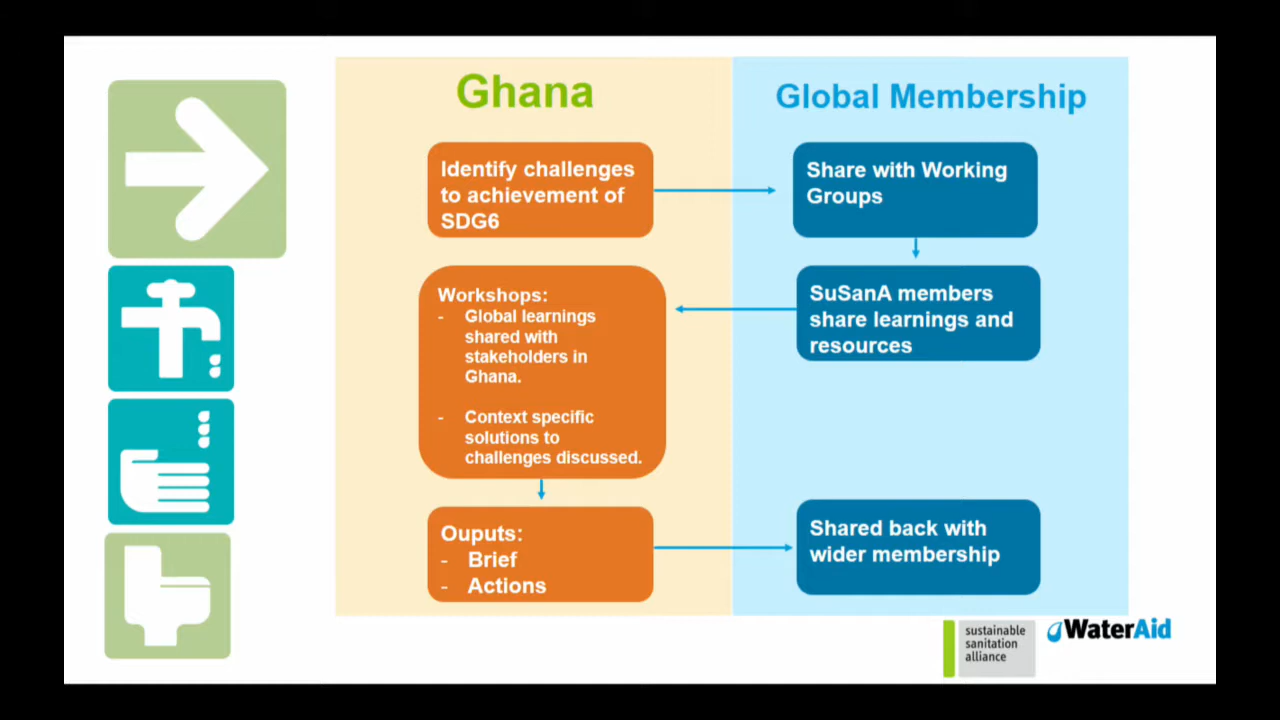 Ghana
Global Membership
Identify challenges
to achievement of
SDG6
Share with Working
Groups
SuSanA members
share learnings and
resources
Workshops:
- Global learnings
shared with
stakeholders in
Ghana.
- Context specific
solutions to
challenges discussed.
Ouputs:
- Brief
- Actions
Shared back with
wider membership
sustainable
sanitation
alliance
WaterAid